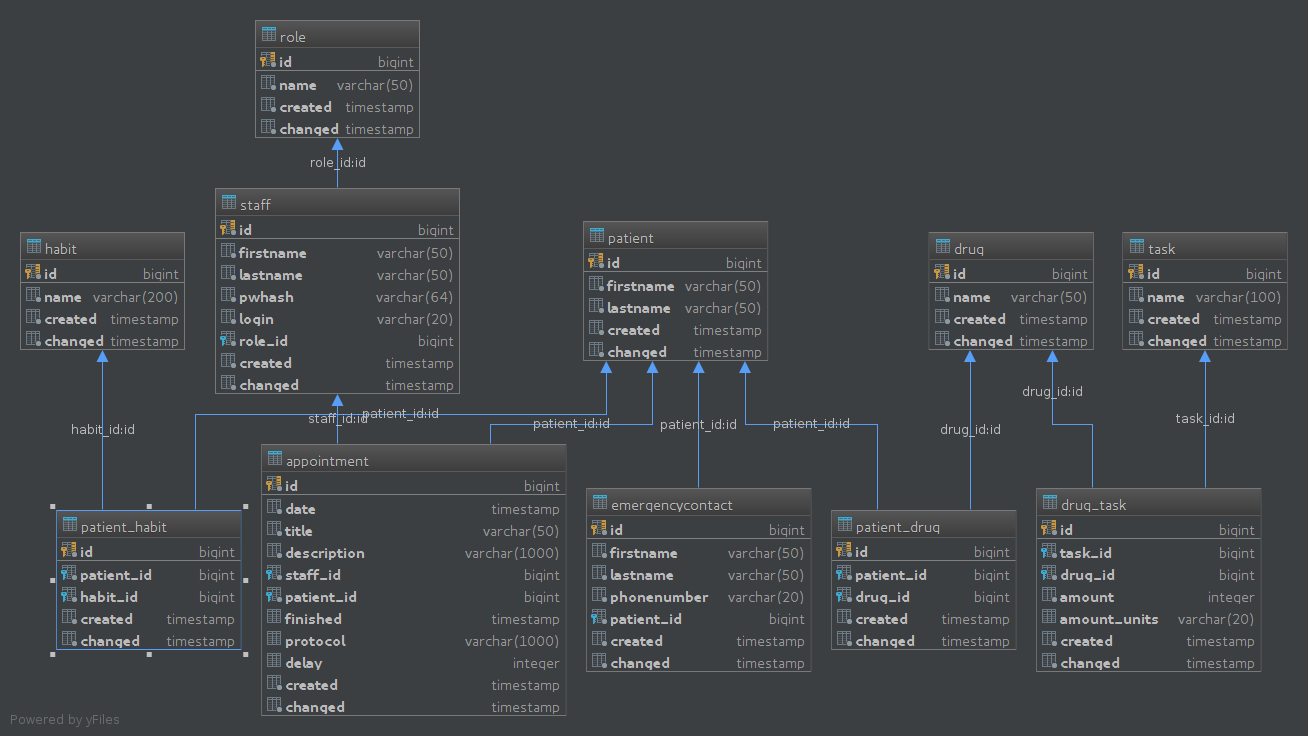 role
id bigint
name varchar(50)
created timestamp
changed timestamp
role_id:id
staff
id bigint
firstname varchar(50)
lastname varchar(50)
pwhash varchar(64)
login varchar(20)
role_id bigint
created timestamp
changed timestamp
habit
id bigint
name varchar(200)
created timestamp
changed timestamp
patient
id bigint
firstname varchar(50)
lastname varchar(50)
created timestamp
changed timestamp
drug
id bigint
name varchar(50)
created timestamp
changed timestamp
task
id bigint
name varchar(100)
created timestamp
changed timestamp
habit_id:id
staff_id:id
patient_id:id
patient_id:id
patient_id:id
patient_id:id
drug_id:id
drug_id:id
task_id:id
patient_habit
id bigint
patient_id bigint
habit_id bigint
created timestamp
changed timestamp
appointment
id bigint
date timestamp
title varchar(50)
description varchar(1000)
staff_id bigint
patient_id bigint
finished timestamp
protocol varchar(1000)
delay integer
created timestamp
changed timestamp
emergencycontact
id bigint
firstname varchar(50)
lastname varchar(50)
phonenumber varchar(20)
patient_id bigint
created timestamp
changed timestamp
patient_drug
id bigint
patient_id bigint
drug_id bigint
created timestamp
changed timestamp
drug_task
id bigint
task_id bigint
drug_id bigint
amount integer
amount_units varchar(20)
created timestamp
changed timestamp
Powered by yFiles